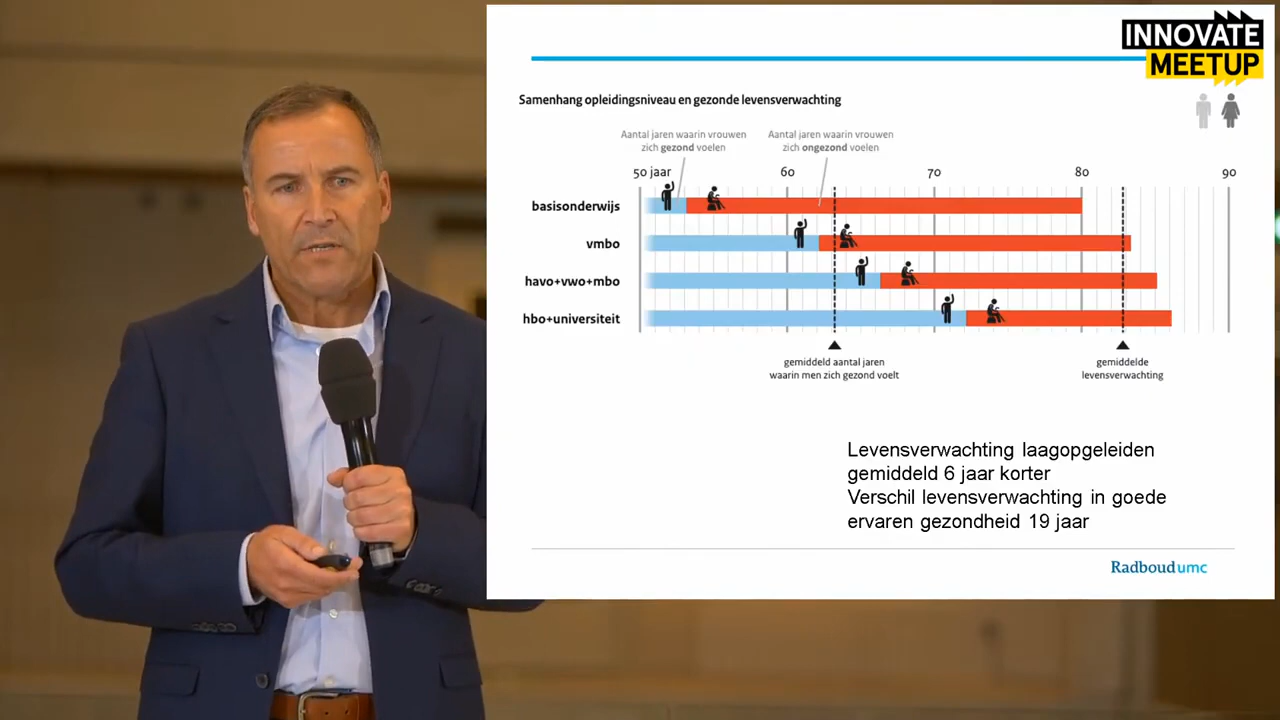 INNOVATE
MEETUP
Samenhang opleidingsniveau en gezonde levensverwachting
Aantal jaren waarin vrouwen
zich gezond voelen
Aantal jaren waarin vrouwen
zich ongezond voelen
50 jaar 60 70 80 90
basisonderwijs
vmbo
havo+vwo+mbo
hbo+universiteit
gemiddeld aantal jaren
waarin men zich gezond voelt
gemiddelde
levensverwachting
Levensverwachting laagopgeleiden
gemiddeld 6 jaar korter
Verschil levensverwachting in goede
ervaren gezondheid 19 jaar
Radboudumc